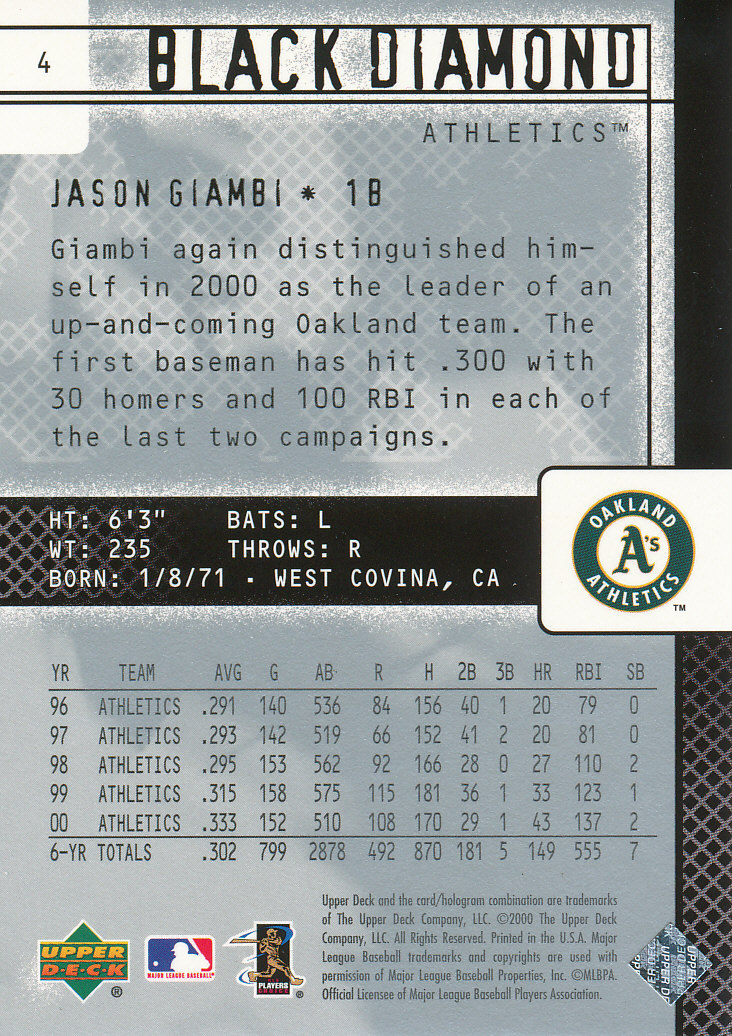 4
BLACK DIAMOND
ATHLETICS™
JASON GIAMBI * 1B
Giambi again distinguished him-
self in 2000 as the leader of an
up-and-coming Oakland team. The
first baseman has hit .300 with
30 homers and 100 RBI in each of
the last two campaigns.
HT: 6'3" BATS: L
WT: 235 THROWS: R
BORN: 1/8/71 · WEST COVINA, CA
OAKLAND
A's
ATHLETICS
™
YR TEAM AVG G AB R H 2B 3B HR RBI SB
96 ATHLETICS .291 140 536 84 156 40 1 20 79 0
97 ATHLETICS .293 142 519 66 152 41 2 20 81 0
98 ATHLETICS .295 153 562 92 166 28 0 27 110 2
99 ATHLETICS .315 158 575 115 181 36 1 33 123 1
00 ATHLETICS .333 152 510 108 170 29 1 43 137 2
6-YR TOTALS .302 799 2878 492 870 181 5 149 555 7
Upper Deck and the card/hologram combination are trademarks
of The Upper Deck Company, LLC. ©2000 The Upper Deck
Company, LLC. All Rights Reserved. Printed in the U.S.A. Major
League Baseball trademarks and copyrights are used with
permission of Major League Baseball Properties, Inc. ©MLBPA.
Official Licensee of Major League Baseball Players Association.
UPPER
D·E·C·K
®
MAJOR LEAGUE BASEBALL
PLAYERS
CHOICE
®